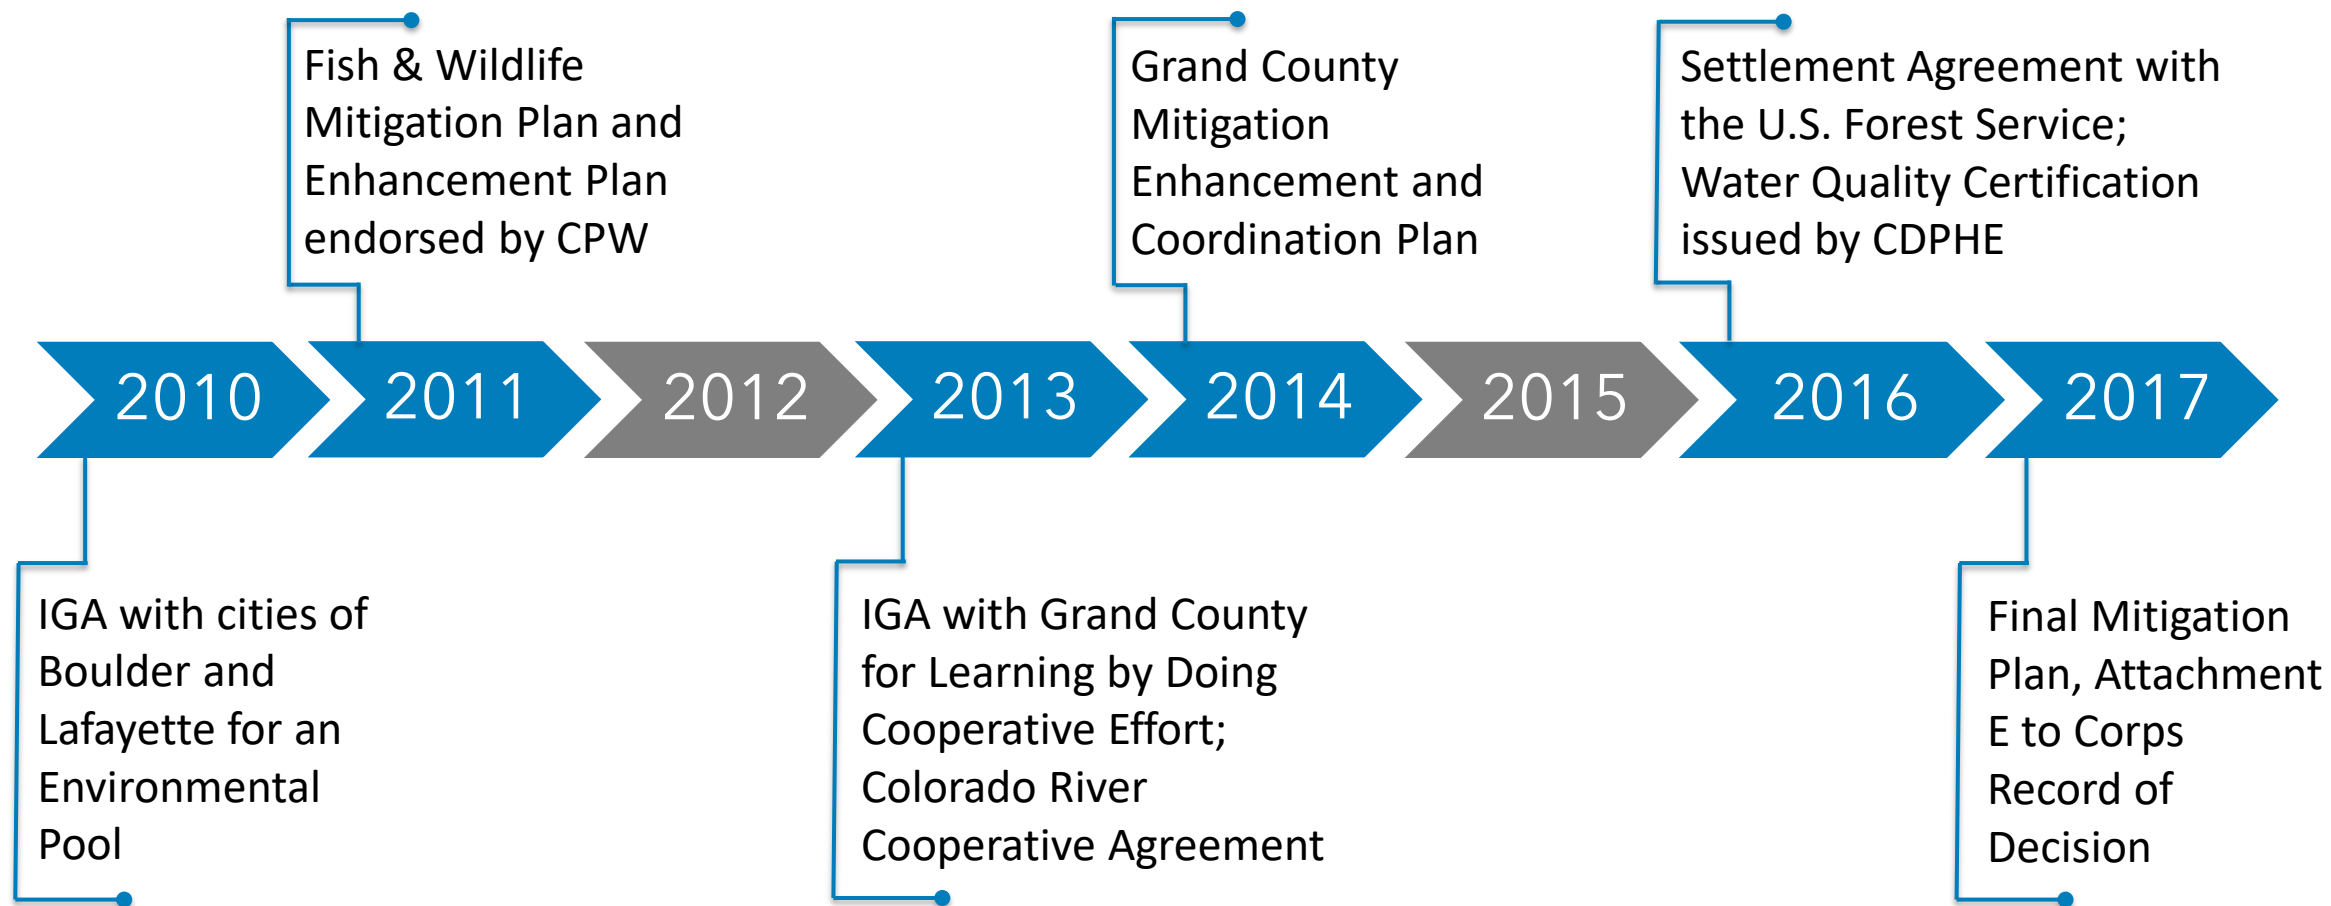 Fish & Wildlife
Mitigation Plan and
Enhancement Plan
endorsed by CPW
Grand County
Mitigation
Enhancement and
Coordination Plan
Settlement Agreement with
the U.S. Forest Service;
Water Quality Certification
issued by CDPHE
2010
2011
2012
2013
2014
2015
2016
2017
IGA with cities of
Boulder and
Lafayette for an
Environmental
Pool
IGA with Grand County
for Learning by Doing
Cooperative Effort;
Colorado River
Cooperative Agreement
Final Mitigation
Plan, Attachment
E to Corps
Record of
Decision